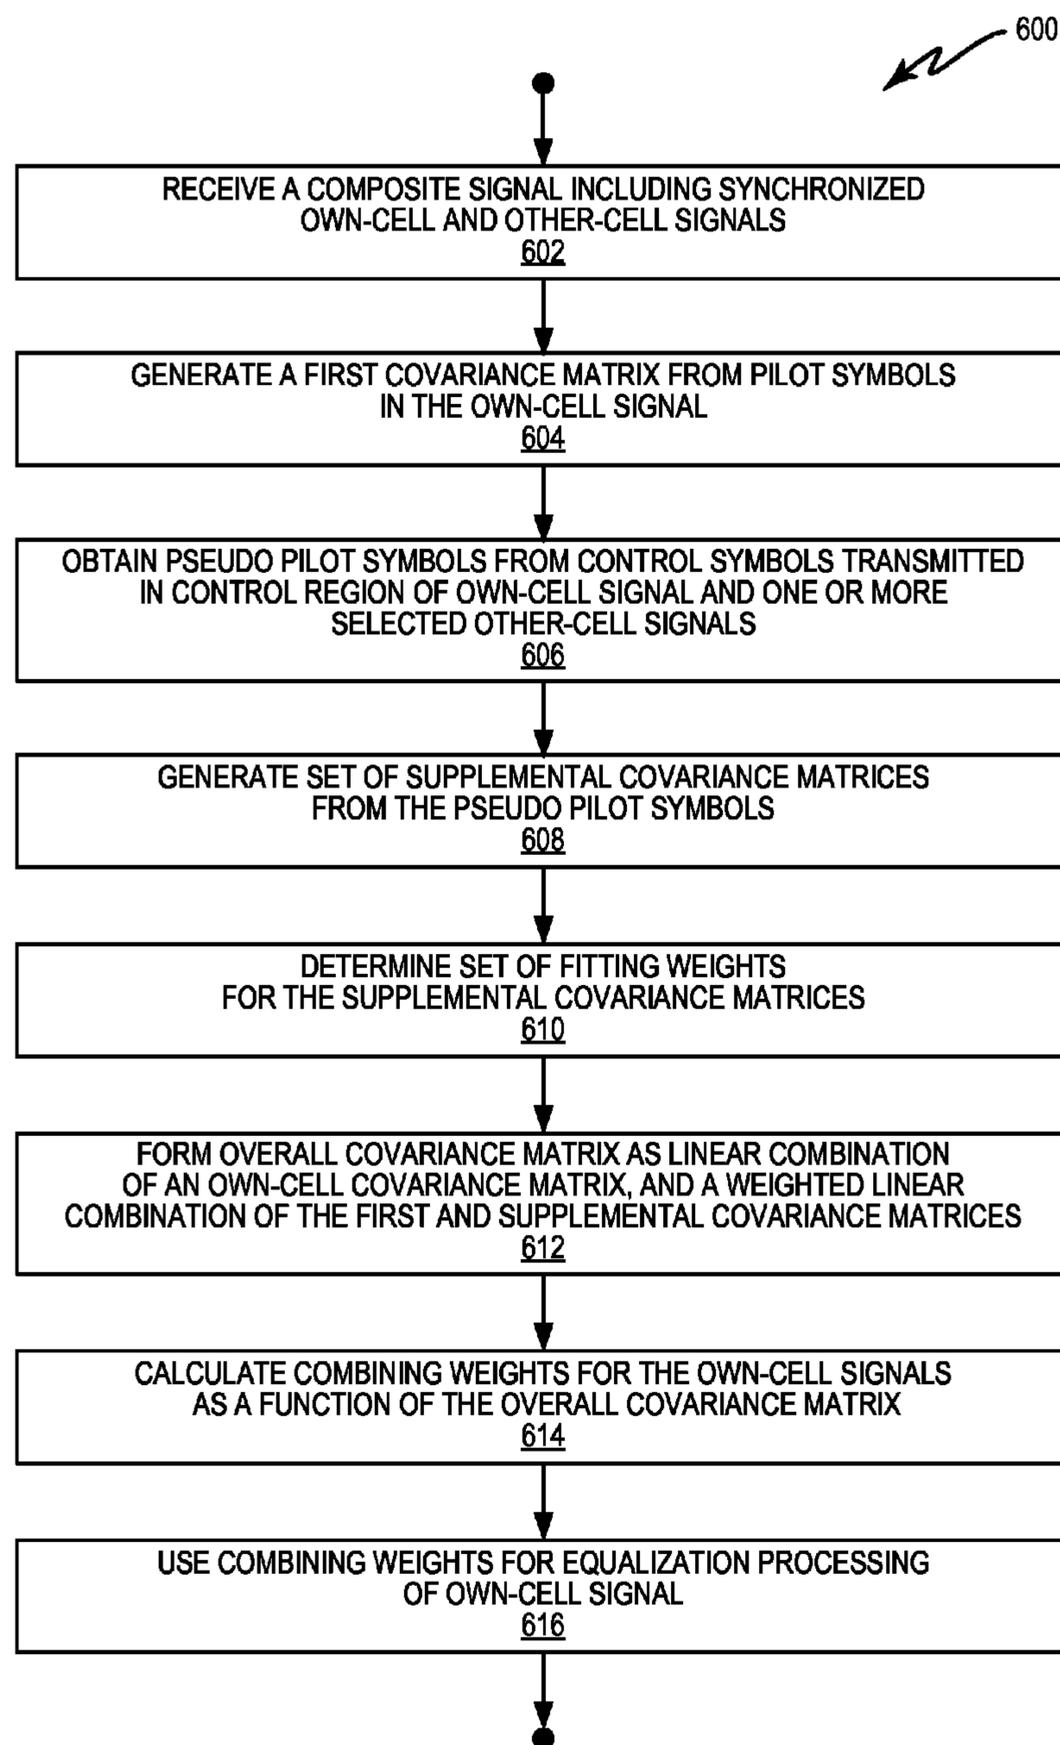 600
RECEIVE A COMPOSITE SIGNAL INCLUDING SYNCHRONIZED
OWN-CELL AND OTHER-CELL SIGNALS
602
GENERATE A FIRST COVARIANCE MATRIX FROM PILOT SYMBOLS
IN THE OWN-CELL SIGNAL
604
OBTAIN PSEUDO PILOT SYMBOLS FROM CONTROL SYMBOLS TRANSMITTED
IN CONTROL REGION OF OWN-CELL SIGNAL AND ONE OR MORE
SELECTED OTHER-CELL SIGNALS
606
GENERATE SET OF SUPPLEMENTAL COVARIANCE MATRICES
FROM THE PSEUDO PILOT SYMBOLS
608
DETERMINE SET OF FITTING WEIGHTS
FOR THE SUPPLEMENTAL COVARIANCE MATRICES
610
FORM OVERALL COVARIANCE MATRIX AS LINEAR COMBINATION
OF AN OWN-CELL COVARIANCE MATRIX, AND A WEIGHTED LINEAR
COMBINATION OF THE FIRST AND SUPPLEMENTAL COVARIANCE MATRICES
612
CALCULATE COMBINING WEIGHTS FOR THE OWN-CELL SIGNALS
AS A FUNCTION OF THE OVERALL COVARIANCE MATRIX
614
USE COMBINING WEIGHTS FOR EQUALIZATION PROCESSING
OF OWN-CELL SIGNAL
616